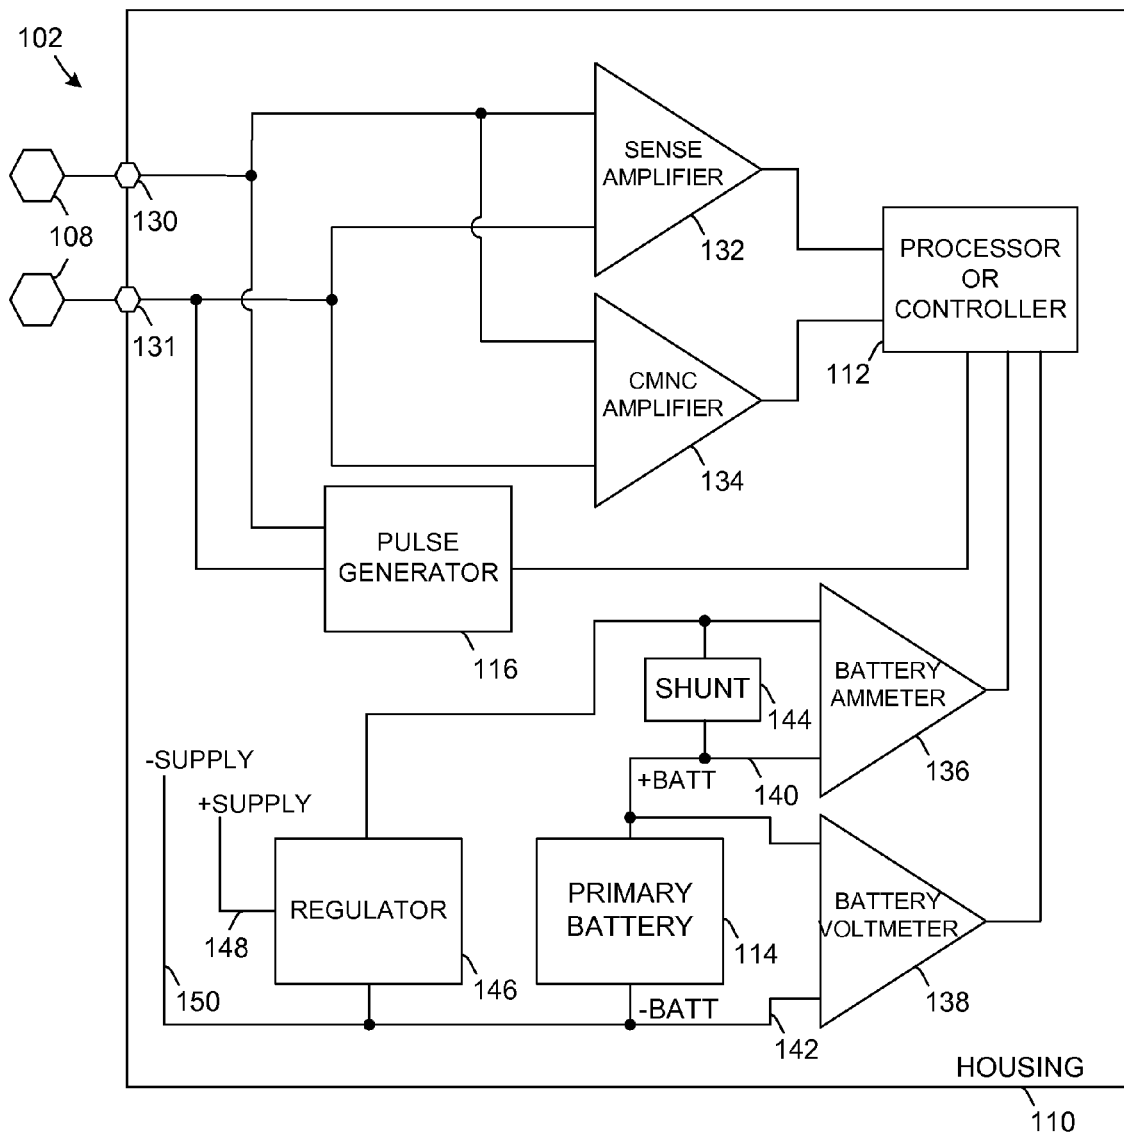 102
108
130
131
SENSE
AMPLIFIER
132
PROCESSOR
OR
CONTROLLER
112
CMNC
AMPLIFIER
134
PULSE
GENERATOR
116
SHUNT
144
BATTERY
AMMETER
136
+BATT
140
-SUPPLY
+SUPPLY
REGULATOR
148
146
150
PRIMARY
BATTERY
114
-BATT
BATTERY
VOLTMETER
138
142
HOUSING
110